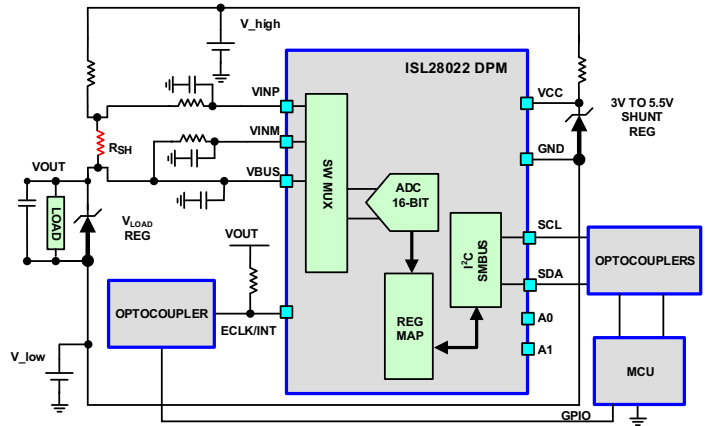 V_high
ISL28022 DPM
VINP
VINM
VBUS
VCC
GND
3V TO 5.5V
SHUNT
REG
RSH
VOUT
LOAD
VLOAD
REG
SW MUX
ADC
16-BIT
I2C
SMBUS
SCL
SDA
OPTOCOUPLERS
VOUT
OPTOCOUPLER
ECLK/INT
REG
MAP
A0
A1
MCU
V_low
GPIO